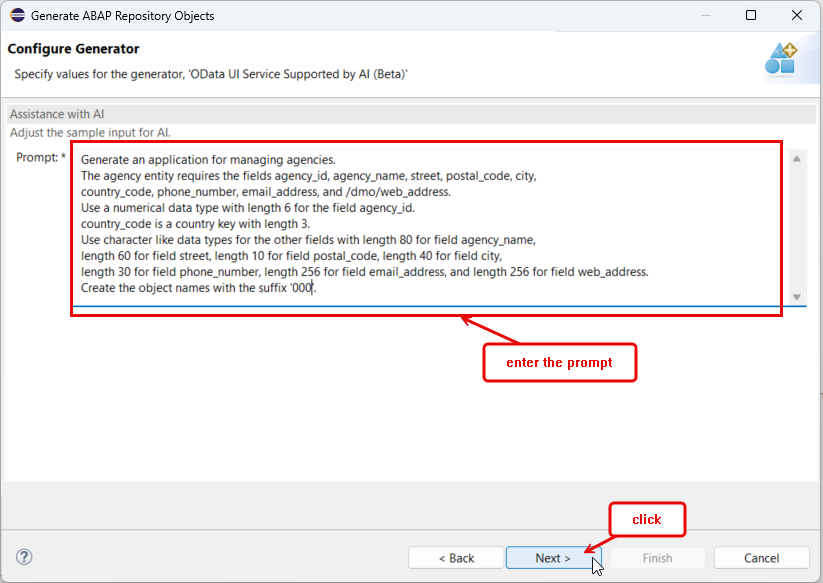 Generate ABAP Repository Objects
Configure Generator
Specify values for the generator, 'OData UI Service Supported by AI (Beta)'
Assistance with AI
Adjust the sample input for AI.
Prompt: *
Generate an application for managing agencies.
The agency entity requires the fields agency_id, agency_name, street, postal_code, city,
country_code, phone_number, email_address, and /dmo/web_address.
Use a numerical data type with length 6 for the field agency_id.
country_code is a country key with length 3.
Use character like data types for the other fields with length 80 for field agency_name,
length 60 for field street, length 10 for field postal_code, length 40 for field city,
length 30 for field phone_number, length 256 for field email_address, and length 256 for field web_address.
Create the object names with the suffix '000'.
enter the prompt
click
< Back
Next >
Finish
Cancel